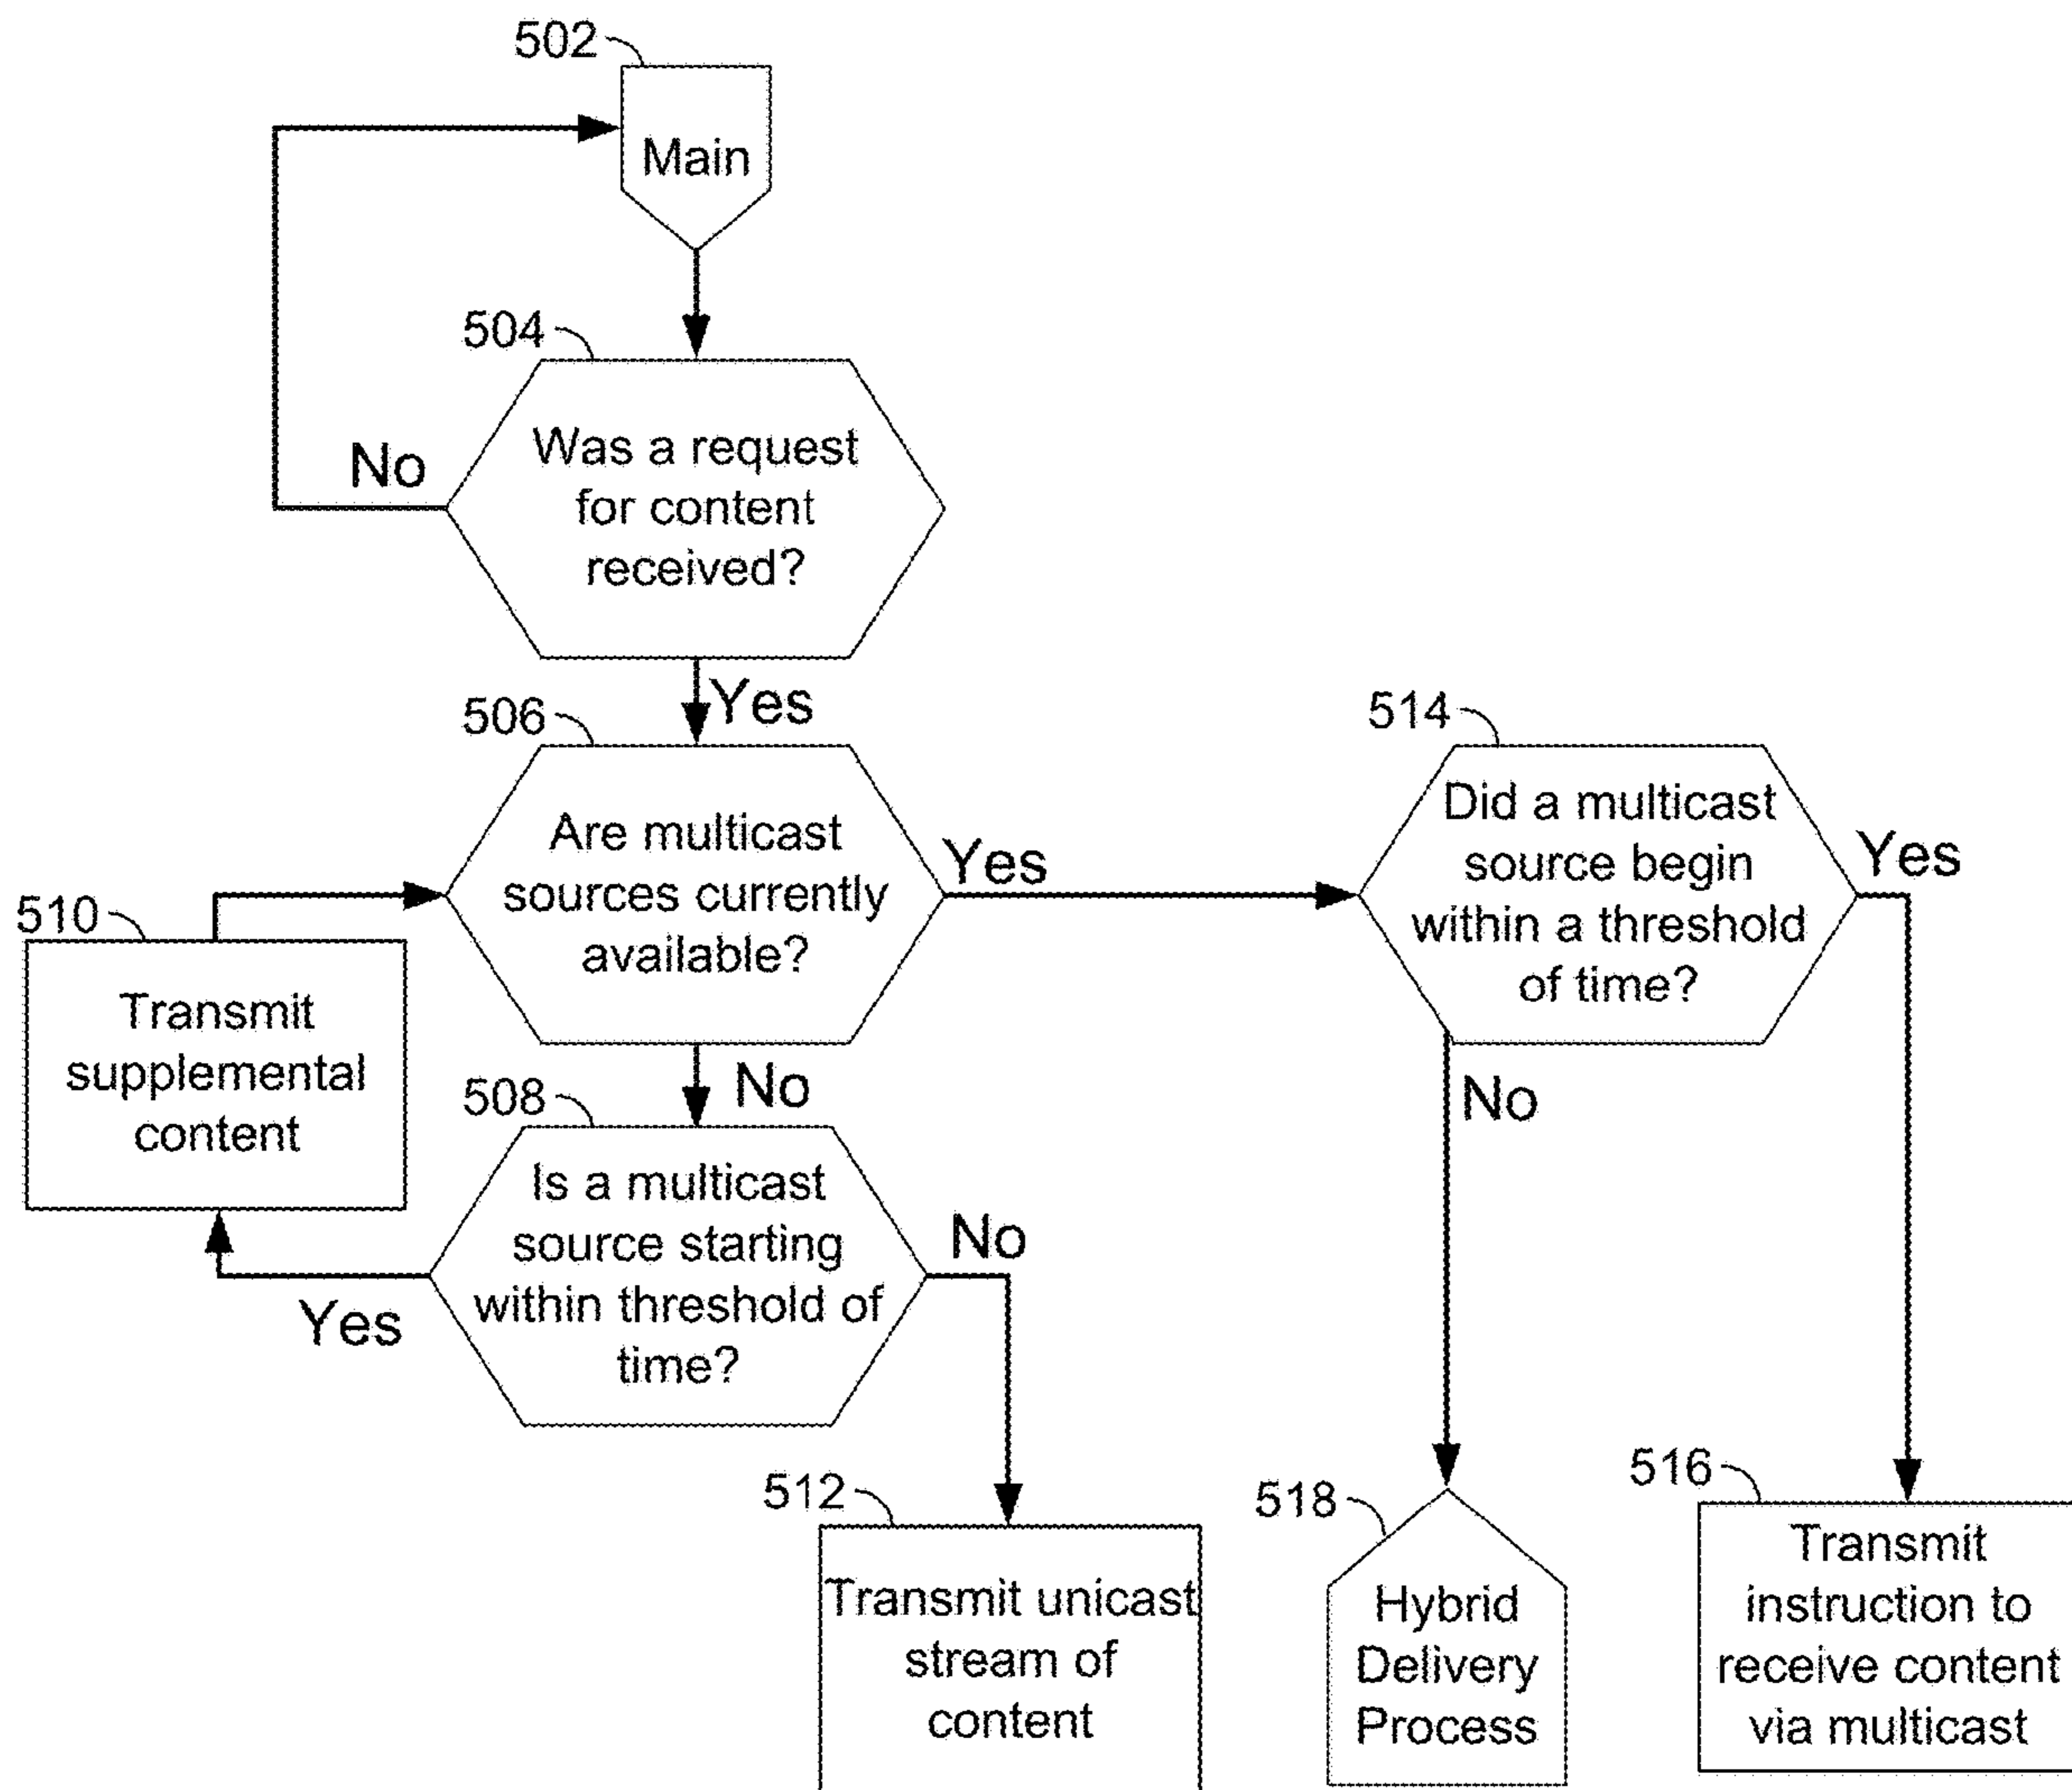 502
Main
504
Was a request
for content
received?
No
Yes
506
Are multicast
sources currently
available?
Yes
514
Did a multicast
source begin
within a threshold
of time?
Yes
510
Transmit
supplemental
content
No
No
508
Is a multicast
source starting
within threshold of
time?
Yes
No
512
Transmit unicast
stream of
content
518
Hybrid
Delivery
Process
516
Transmit
instruction to
receive content
via multicast